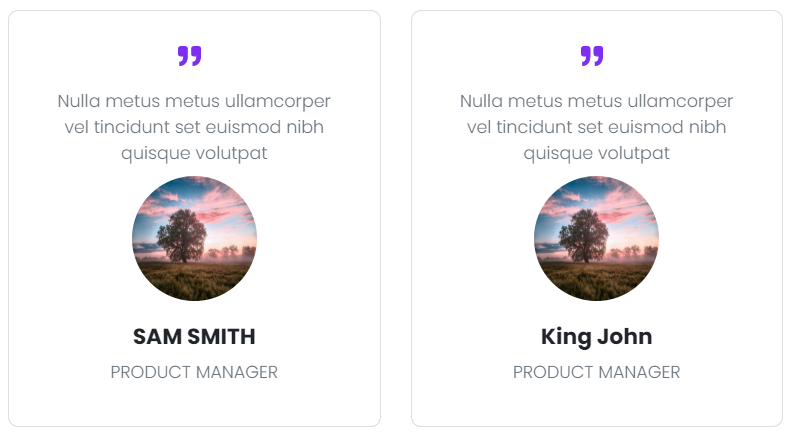 Nulla metus metus ullamcorper
vel tincidunt set euismod nibh
quisque volutpat
SAM SMITH
PRODUCT MANAGER
Nulla metus metus ullamcorper
vel tincidunt set euismod nibh
quisque volutpat
King John
PRODUCT MANAGER